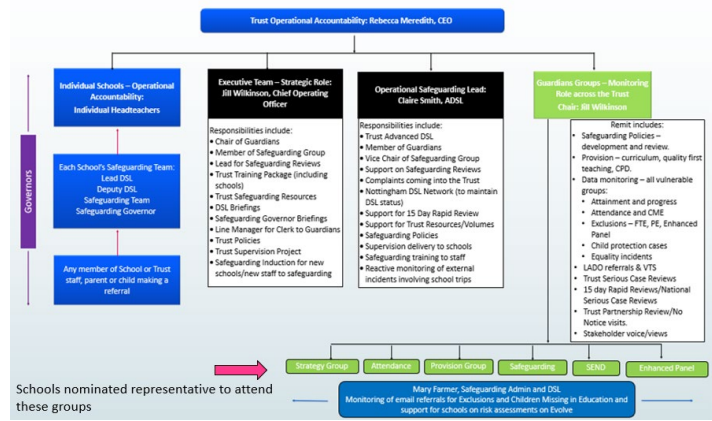 Trust Operational Accountability: Rebecca Meredith, CEO
Individual Schools – Operational
Accountability:
Individual Headteachers
Each School's Safeguarding Team:
Lead DSL
Deputy DSL
Safeguarding Team
Safeguarding Governor
Any member of School or Trust
staff, parent or child making a
referral
Governors
Executive Team – Strategic Role:
Jill Wilkinson, Chief Operating
Officer
Responsibilities include:
• Chair of Guardians
• Member of Safeguarding Group
• Lead for Safeguarding Reviews
• Trust Training Package (including
schools)
• Trust Safeguarding Resources
• DSL Briefings
• Safeguarding Governor Briefings
• Line Manager for Clerk to Guardians
• Trust Policies
• Trust Supervision Project
• Safeguarding Induction for new
schools/new staff to safeguarding
Operational Safeguarding Lead:
Claire Smith, ADSL
Responsibilities include:
• Trust Advanced DSL
• Member of Guardians
• Vice Chair of Safeguarding Group
• Support on Safeguarding Reviews
• Complaints coming into the Trust
• Nottingham DSL Network (to maintain
DSL status)
• Support for 15 Day Rapid Review
• Support for Trust Resources/Volumes
• Safeguarding Policies
• Supervision delivery to schools
• Safeguarding training to staff
• Reactive monitoring of external
incidents involving school trips
Guardians Groups – Monitoring
Role across the Trust
Chair: Jill Wilkinson
Remit includes:
• Safeguarding Policies –
development and review.
• Provision – curriculum, quality first
teaching, CPD.
• Data monitoring – all vulnerable
groups:
• Attainment and progress
• Attendance and CME
• Exclusions – FTE, PE, Enhanced
Panel
• Child protection cases
• Equality incidents
• LADO referrals & VTS
• Trust Serious Case Reviews
• 15 day Rapid Reviews/National
Serious Case Reviews
• Trust Partnership Review/No
Notice visits.
• Stakeholder voice/views
Strategy Group
Attendance
Provision Group
Safeguarding
SEND
Enhanced Panel
Schools nominated representative to attend
these groups
Mary Farmer, Safeguarding Admin and DSL
Monitoring of email referrals for Exclusions and Children Missing in Education and
support for schools on risk assessments on Evolve